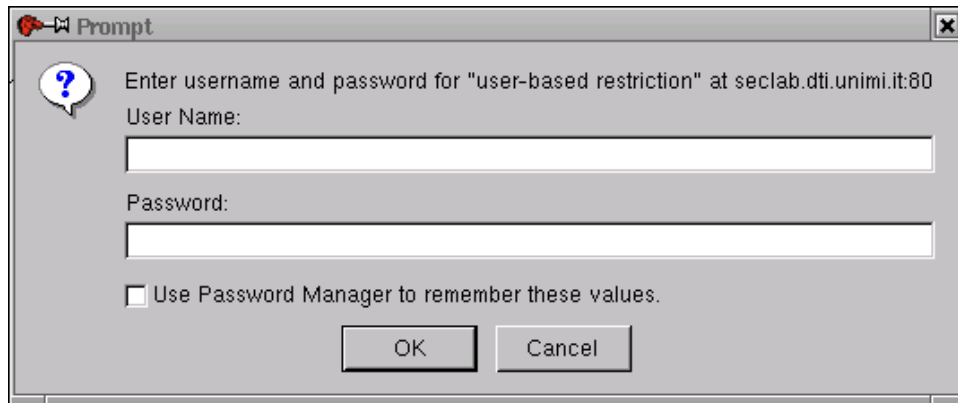 Prompt
Enter username and password for "user-based restriction" at seclab.dti.unimi.it:80
User Name:
Password:
Use Password Manager to remember these values.
OK
Cancel